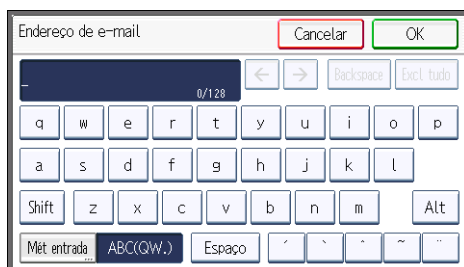 Endereço de e-mail Cancelar OK
_ 0/128 ← → Backspace Excl tudo
q w e r t y u i o p
a s d f g h j k l
Shift z x c v b n m Alt
Mét entrada ABC(QW.) Espaço ´ ` ^ ~ ¨